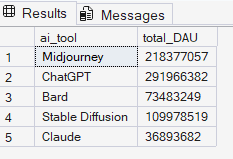 Results Messages
ai_tool total_DAU
1 Midjourney 218377057
2 ChatGPT 291966382
3 Bard 73483249
4 Stable Diffusion 109978519
5 Claude 36893682